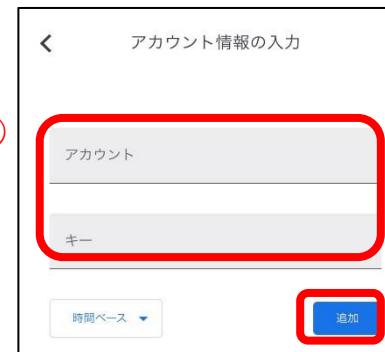 アカウント情報の入力
アカウント
キー
時間ベース
追加